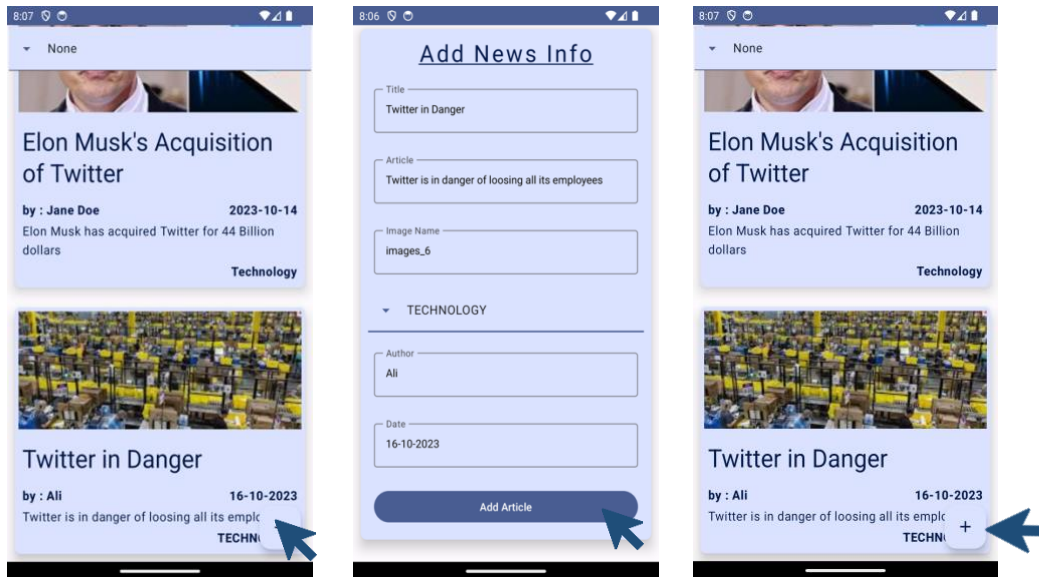 8:07
None
Elon Musk's Acquisition
of Twitter
by : Jane Doe 2023-10-14
Elon Musk has acquired Twitter for 44 Billion
dollars
Technology
Twitter in Danger
by : Ali 16-10-2023
Twitter is in danger of loosing all its
8:06
Add News Info
Title
Twitter in Danger
Article
Twitter is in danger of loosing all its employees
Image Name
images_6
TECHNOLOGY
Author
Ali
Date
16-10-2023
Add Article
8:07
None
Elon Musk's Acquisition
of Twitter
by : Jane Doe 2023-10-14
Elon Musk has acquired Twitter for 44 Billion
dollars
Technology
Twitter in Danger
by : Ali 16-10-2023
Twitter is in danger of loosing all its
+